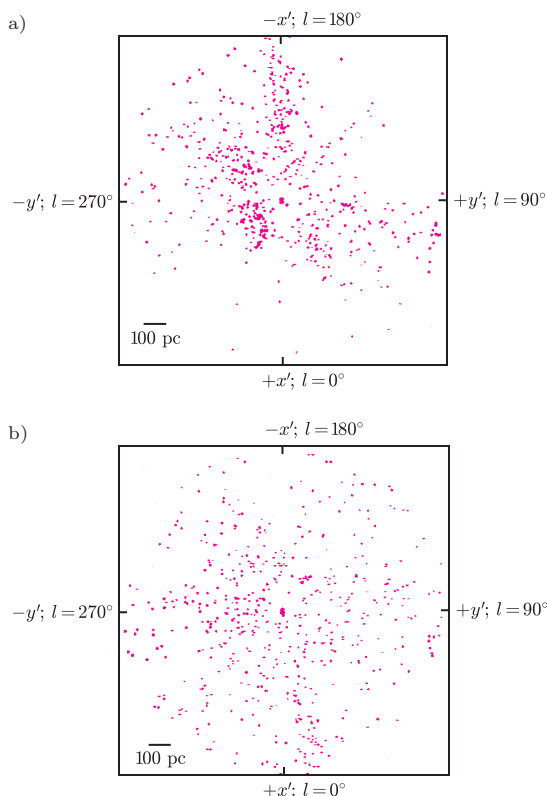 a)
−x′; l = 180°
−y′; l = 270°
+y′; l = 90°
100 pc
+x′; l = 0°
b)
−x′; l = 180°
−y′; l = 270°
+y′; l = 90°
100 pc
+x′; l = 0°